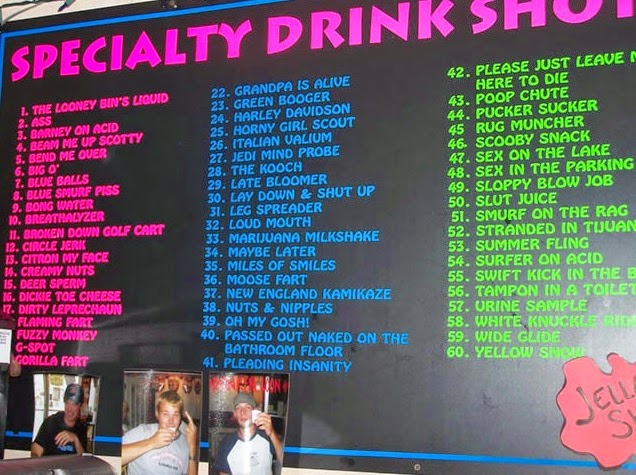 SPECIALTY DRINK SHOT
1. THE LOONEY BIN'S LIQUID
2. ASS
3. BARNEY ON ACID
4. BEAM ME UP SCOTTY
5. BEND ME OVER
6. BIG O'
7. BLUE BALLS
8. BLUE SMURF PISS
9. BONG WATER
10. BREATHALYZER
11. BROKEN DOWN GOLF CART
12. CIRCLE JERK
13. CITRON MY FACE
14. CREAMY NUTS
15. DEER SPERM
16. DICKIE TOE CHEESE
17. DIRTY LEPRECHAUN
FLAMING FART
FUZZY MONKEY
G-SPOT
GORILLA FART
22. GRANDPA IS ALIVE
23. GREEN BOOGER
24. HARLEY DAVIDSON
25. HORNY GIRL SCOUT
26. ITALIAN VALIUM
27. JEDI MIND PROBE
28. THE KOOCH
29. LATE BLOOMER
30. LAY DOWN & SHUT UP
31. LEG SPREADER
32. LOUD MOUTH
33. MARIJUANA MILKSHAKE
34. MAYBE LATER
35. MILES OF SMILES
36. MOOSE FART
37. NEW ENGLAND KAMIKAZE
38. NUTS & NIPPLES
39. OH MY GOSH!
40. PASSED OUT NAKED ON THE
BATHROOM FLOOR
41. PLEADING INSANITY
42. PLEASE JUST LEAVE
HERE TO DIE
43. POOP CHUTE
44. PUCKER SUCKER
45. RUG MUNCHER
46. SCOOBY SNACK
47. SEX ON THE LAKE
48. SEX IN THE PARKING
49. SLOPPY BLOW JOB
50. SLUT JUICE
51. SMURF ON THE RAG
52. STRANDED IN TIJUAN
53. SUMMER FLING
54. SURFER ON ACID
55. SWIFT KICK IN THE B
56. TAMPON IN A TOILET
57. URINE SAMPLE
58. WHITE KNUCKLE RID
59. WIDE GLIDE
60. YELLOW SNOW
JELL
S